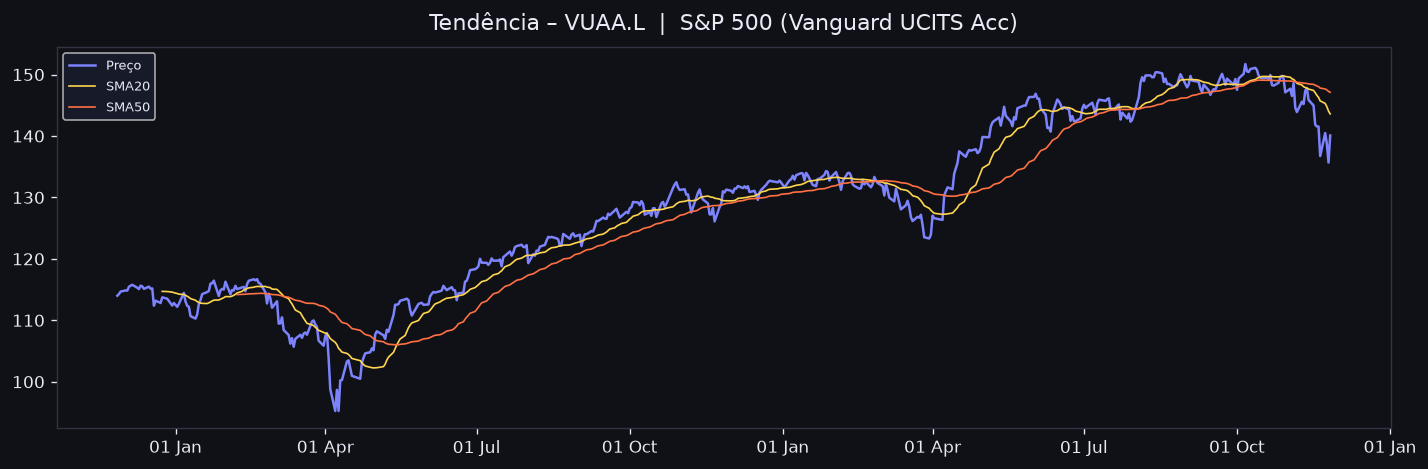 Tendência – VUAA.L | S&P 500 (Vanguard UCITS Acc)
Preço
SMA20
SMA50
150
140
130
120
110
100
01 Jan
01 Apr
01 Jul
01 Oct
01 Jan
01 Apr
01 Jul
01 Oct
01 Jan